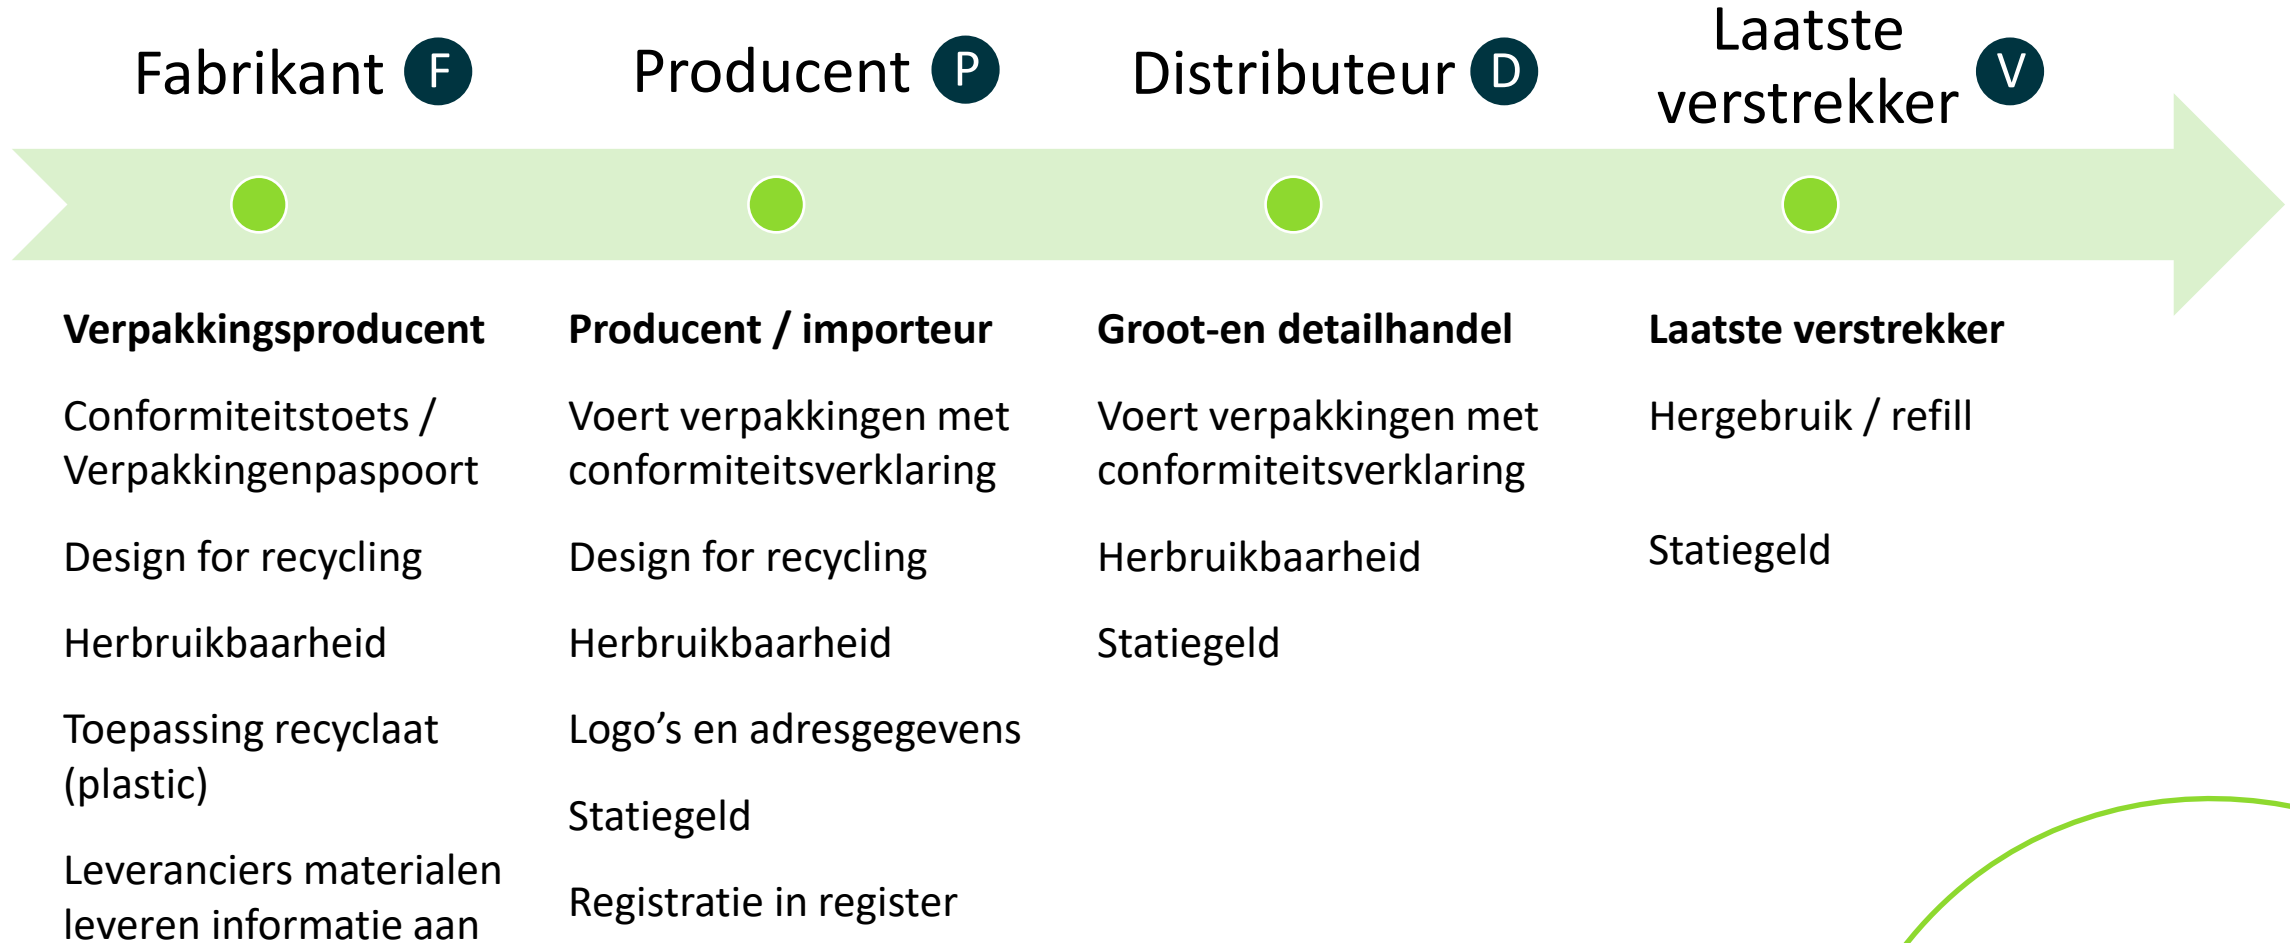 Fabrikant F
Producent P
Distributeur D
Laatste
verstrekker V
Verpakkingsproducent
Conformiteitstoets /
Verpakkingenpaspoort
Design for recycling
Herbruikbaarheid
Toepassing recyclaat
(plastic)
Leveranciers materialen
leveren informatie aan
Producent / importeur
Voert verpakkingen met
conformiteitsverklaring
Design for recycling
Herbruikbaarheid
Logo’s en adresgegevens
Statiegeld
Registratie in register
Groot-en detailhandel
Voert verpakkingen met
conformiteitsverklaring
Herbruikbaarheid
Statiegeld
Laatste verstrekker
Hergebruik / refill
Statiegeld